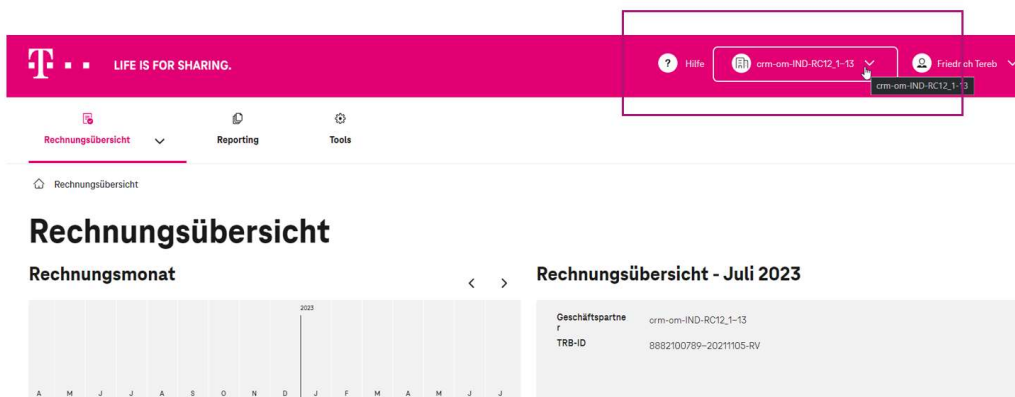 T
LIFE IS FOR SHARING.
? Hilfe
crm-om-IND-RC12_1-13
Friedrich Tereb
crm-om-IND-RC12_1-13
Rechnungsübersicht
Reporting
Tools
Rechnungsübersicht
Rechnungsübersicht
Rechnungsmonat
2023
A M J J A S O N D J F M A M J J
Rechnungsübersicht - Juli 2023
Geschäftspartne
r
crm-om-IND-RC12_1-13
TRB-ID
8882100789-20211105-RV